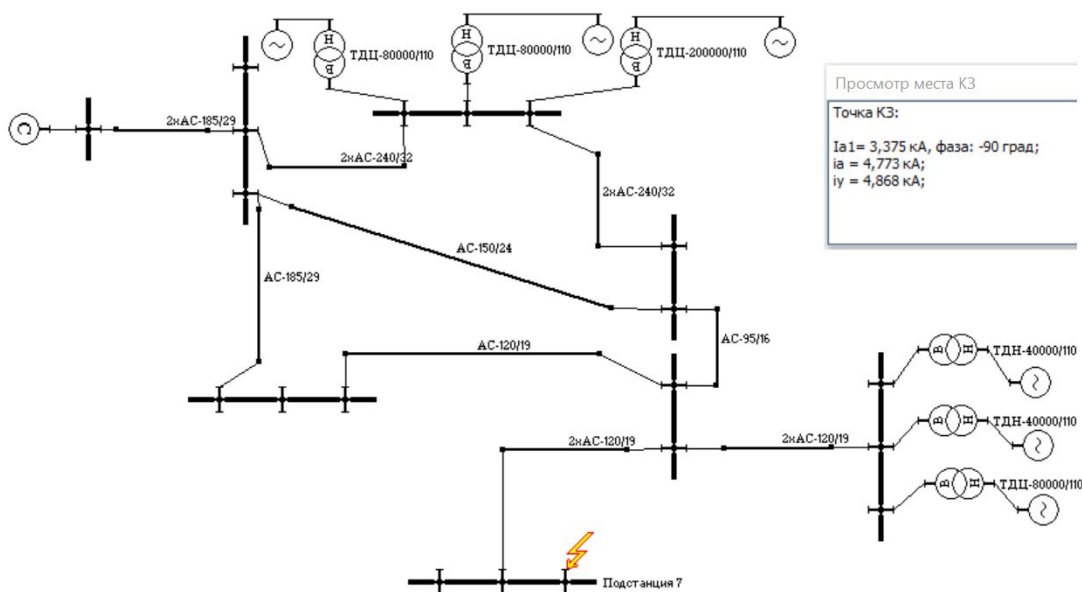 ТДЦ-80000/110
Н
В
ТДЦ-80000/110
Н
В
ТДЦ-200000/110
Н
В
Просмотр места КЗ
Точка КЗ:
Iа1= 3,375 кА, фаза: -90 град;
iа = 4,773 кА;
iу = 4,868 кА;
С
2хАС-185/29
2хАС-240/32
2хАС-240/32
АС-150/24
АС-185/29
АС-95/16
АС-120/19
В Н ТДН-40000/110
В Н ТДН-40000/110
2хАС-120/19
2хАС-120/19
В Н ТДЦ-80000/110
Подстанция 7